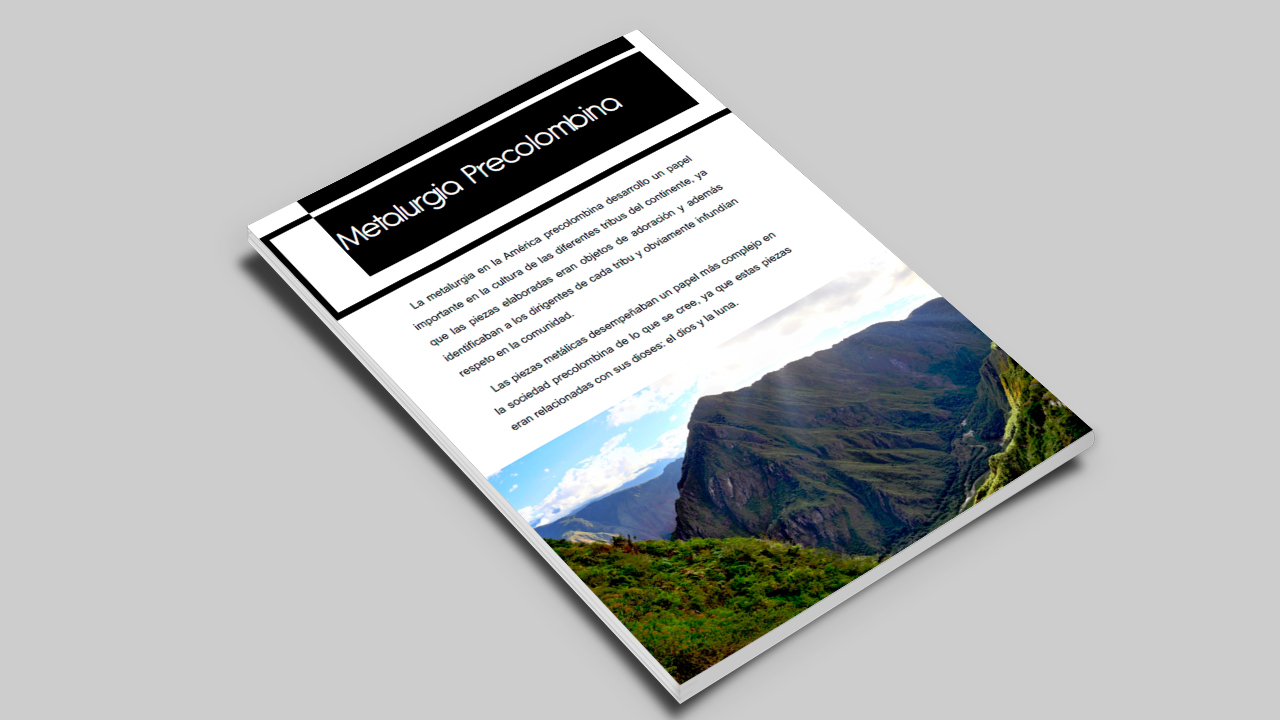 Metalurgia Precolombina
La metalurgia en la América precolombina desarrollo un papel
importante en la cultura de las diferentes tribus del continente, ya
que las piezas elaboradas eran objetos de adoración y además
identificaban a los dirigentes de cada tribu y obviamente infundían
respeto en la comunidad.
Las piezas metálicas desempeñaban un papel más complejo en
la sociedad precolombina de lo que se cree, ya que estas piezas
eran relacionadas con sus dioses: el dios y la luna.